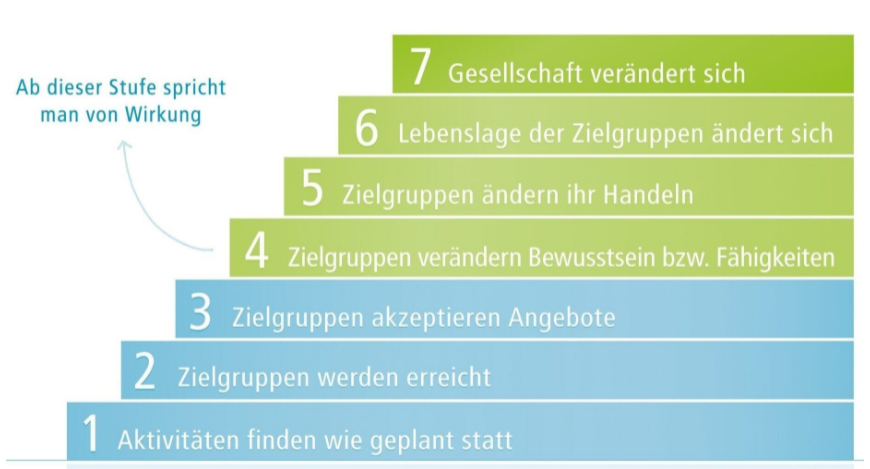 Ab dieser Stufe spricht
man von Wirkung
7 Gesellschaft verändert sich
6 Lebenslage der Zielgruppen ändert sich
5 Zielgruppen ändern ihr Handeln
4 Zielgruppen verändern Bewusstsein bzw. Fähigkeiten
3 Zielgruppen akzeptieren Angebote
2 Zielgruppen werden erreicht
1 Aktivitäten finden wie geplant statt